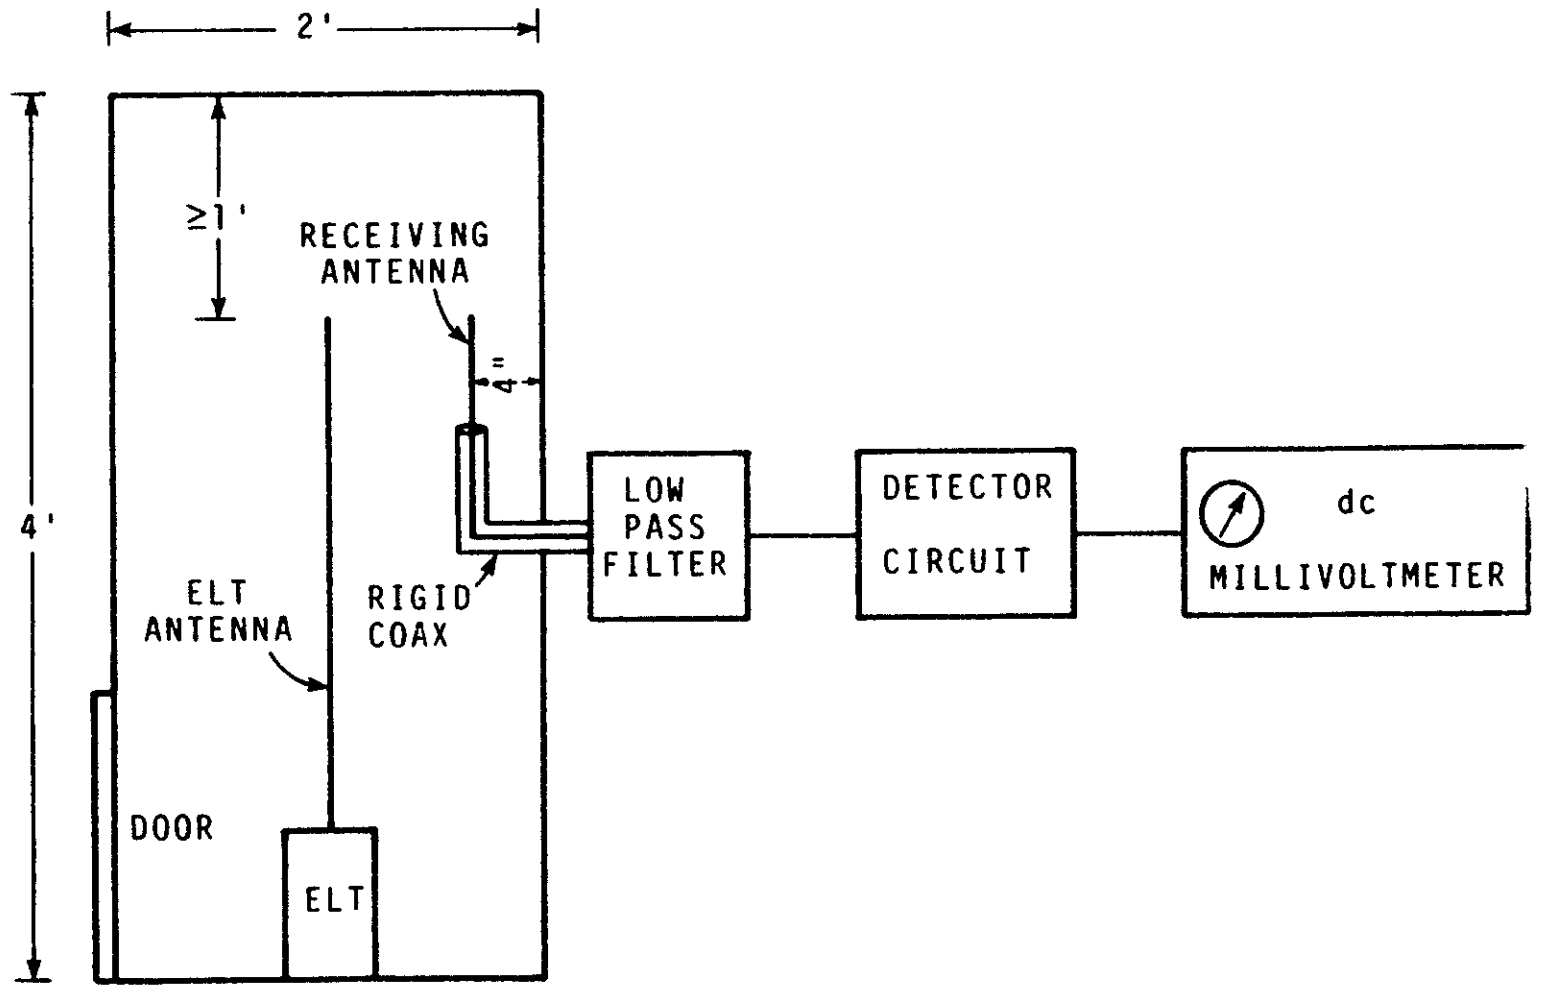 2'
≥1'
RECEIVING
ANTENNA
4"
4'
LOW
PASS
FILTER
DETECTOR
CIRCUIT
dc
MILLIVOLTMETER
RIGID
COAX
ELT
ANTENNA
DOOR
ELT